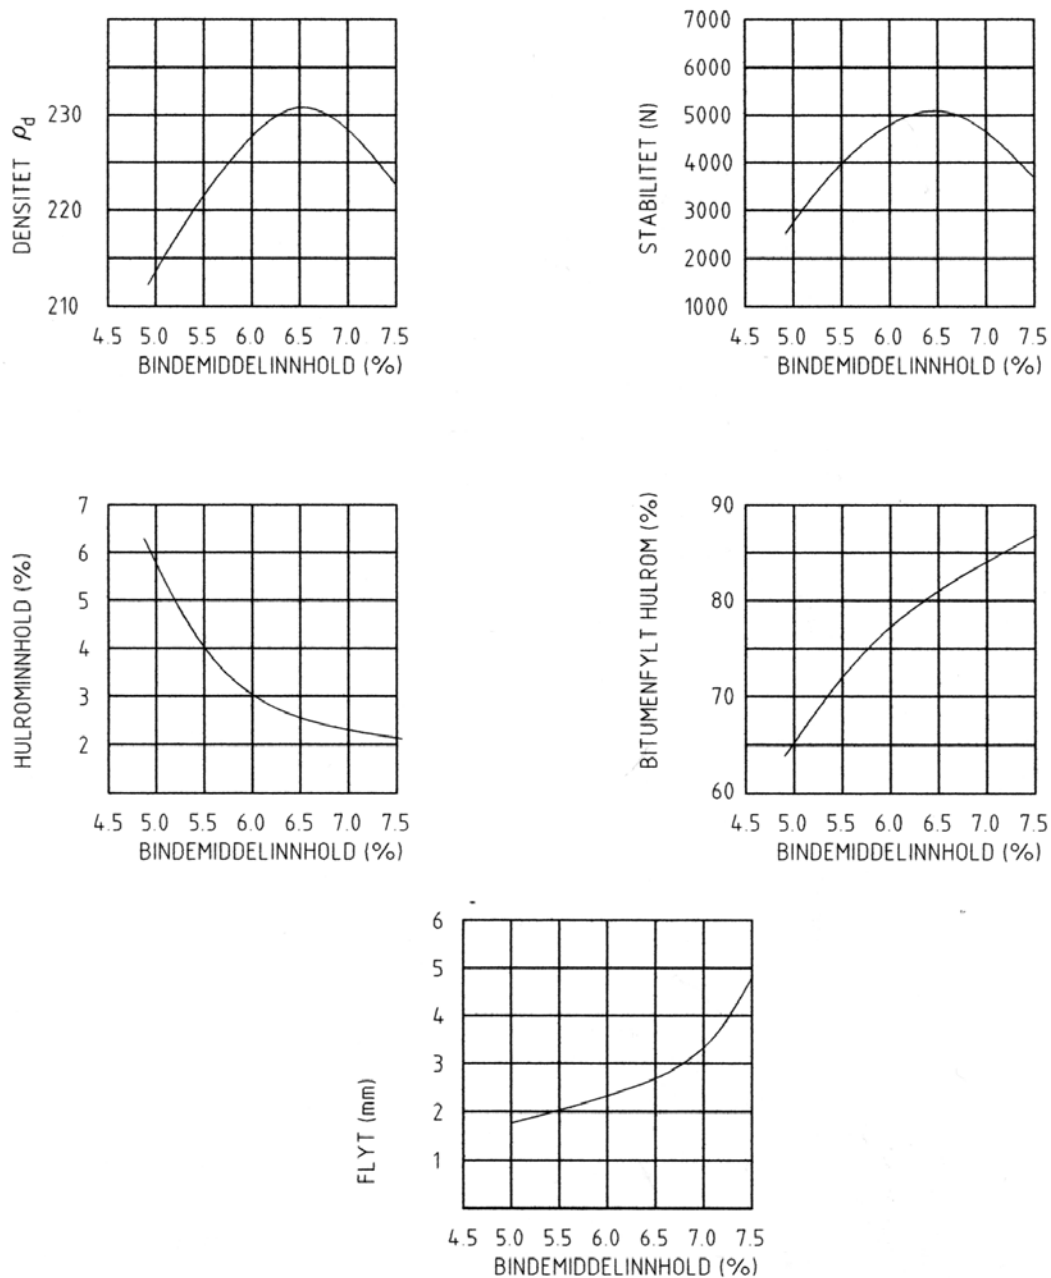 DENSITET ρd
230
220
210
4.5 5.0 5.5 6.0 6.5 7.0 7.5
BINDEMIDDELINNHOLD (%)
STABILITET (N)
7000
6000
5000
4000
3000
2000
1000
4.5 5.0 5.5 6.0 6.5 7.0 7.5
BINDEMIDDELINNHOLD (%)
HULROMINNHOLD (%)
7
6
5
4
3
2
4.5 5.0 5.5 6.0 6.5 7.0 7.5
BINDEMIDDELINNHOLD (%)
BITUMENFYLT HULROM (%)
90
80
70
60
4.5 5.0 5.5 6.0 6.5 7.0 7.5
BINDEMIDDELINNHOLD (%)
FLYT (mm)
6
5
4
3
2
1
4.5 5.0 5.5 6.0 6.5 7.0 7.5
BINDEMIDDELINNHOLD (%)